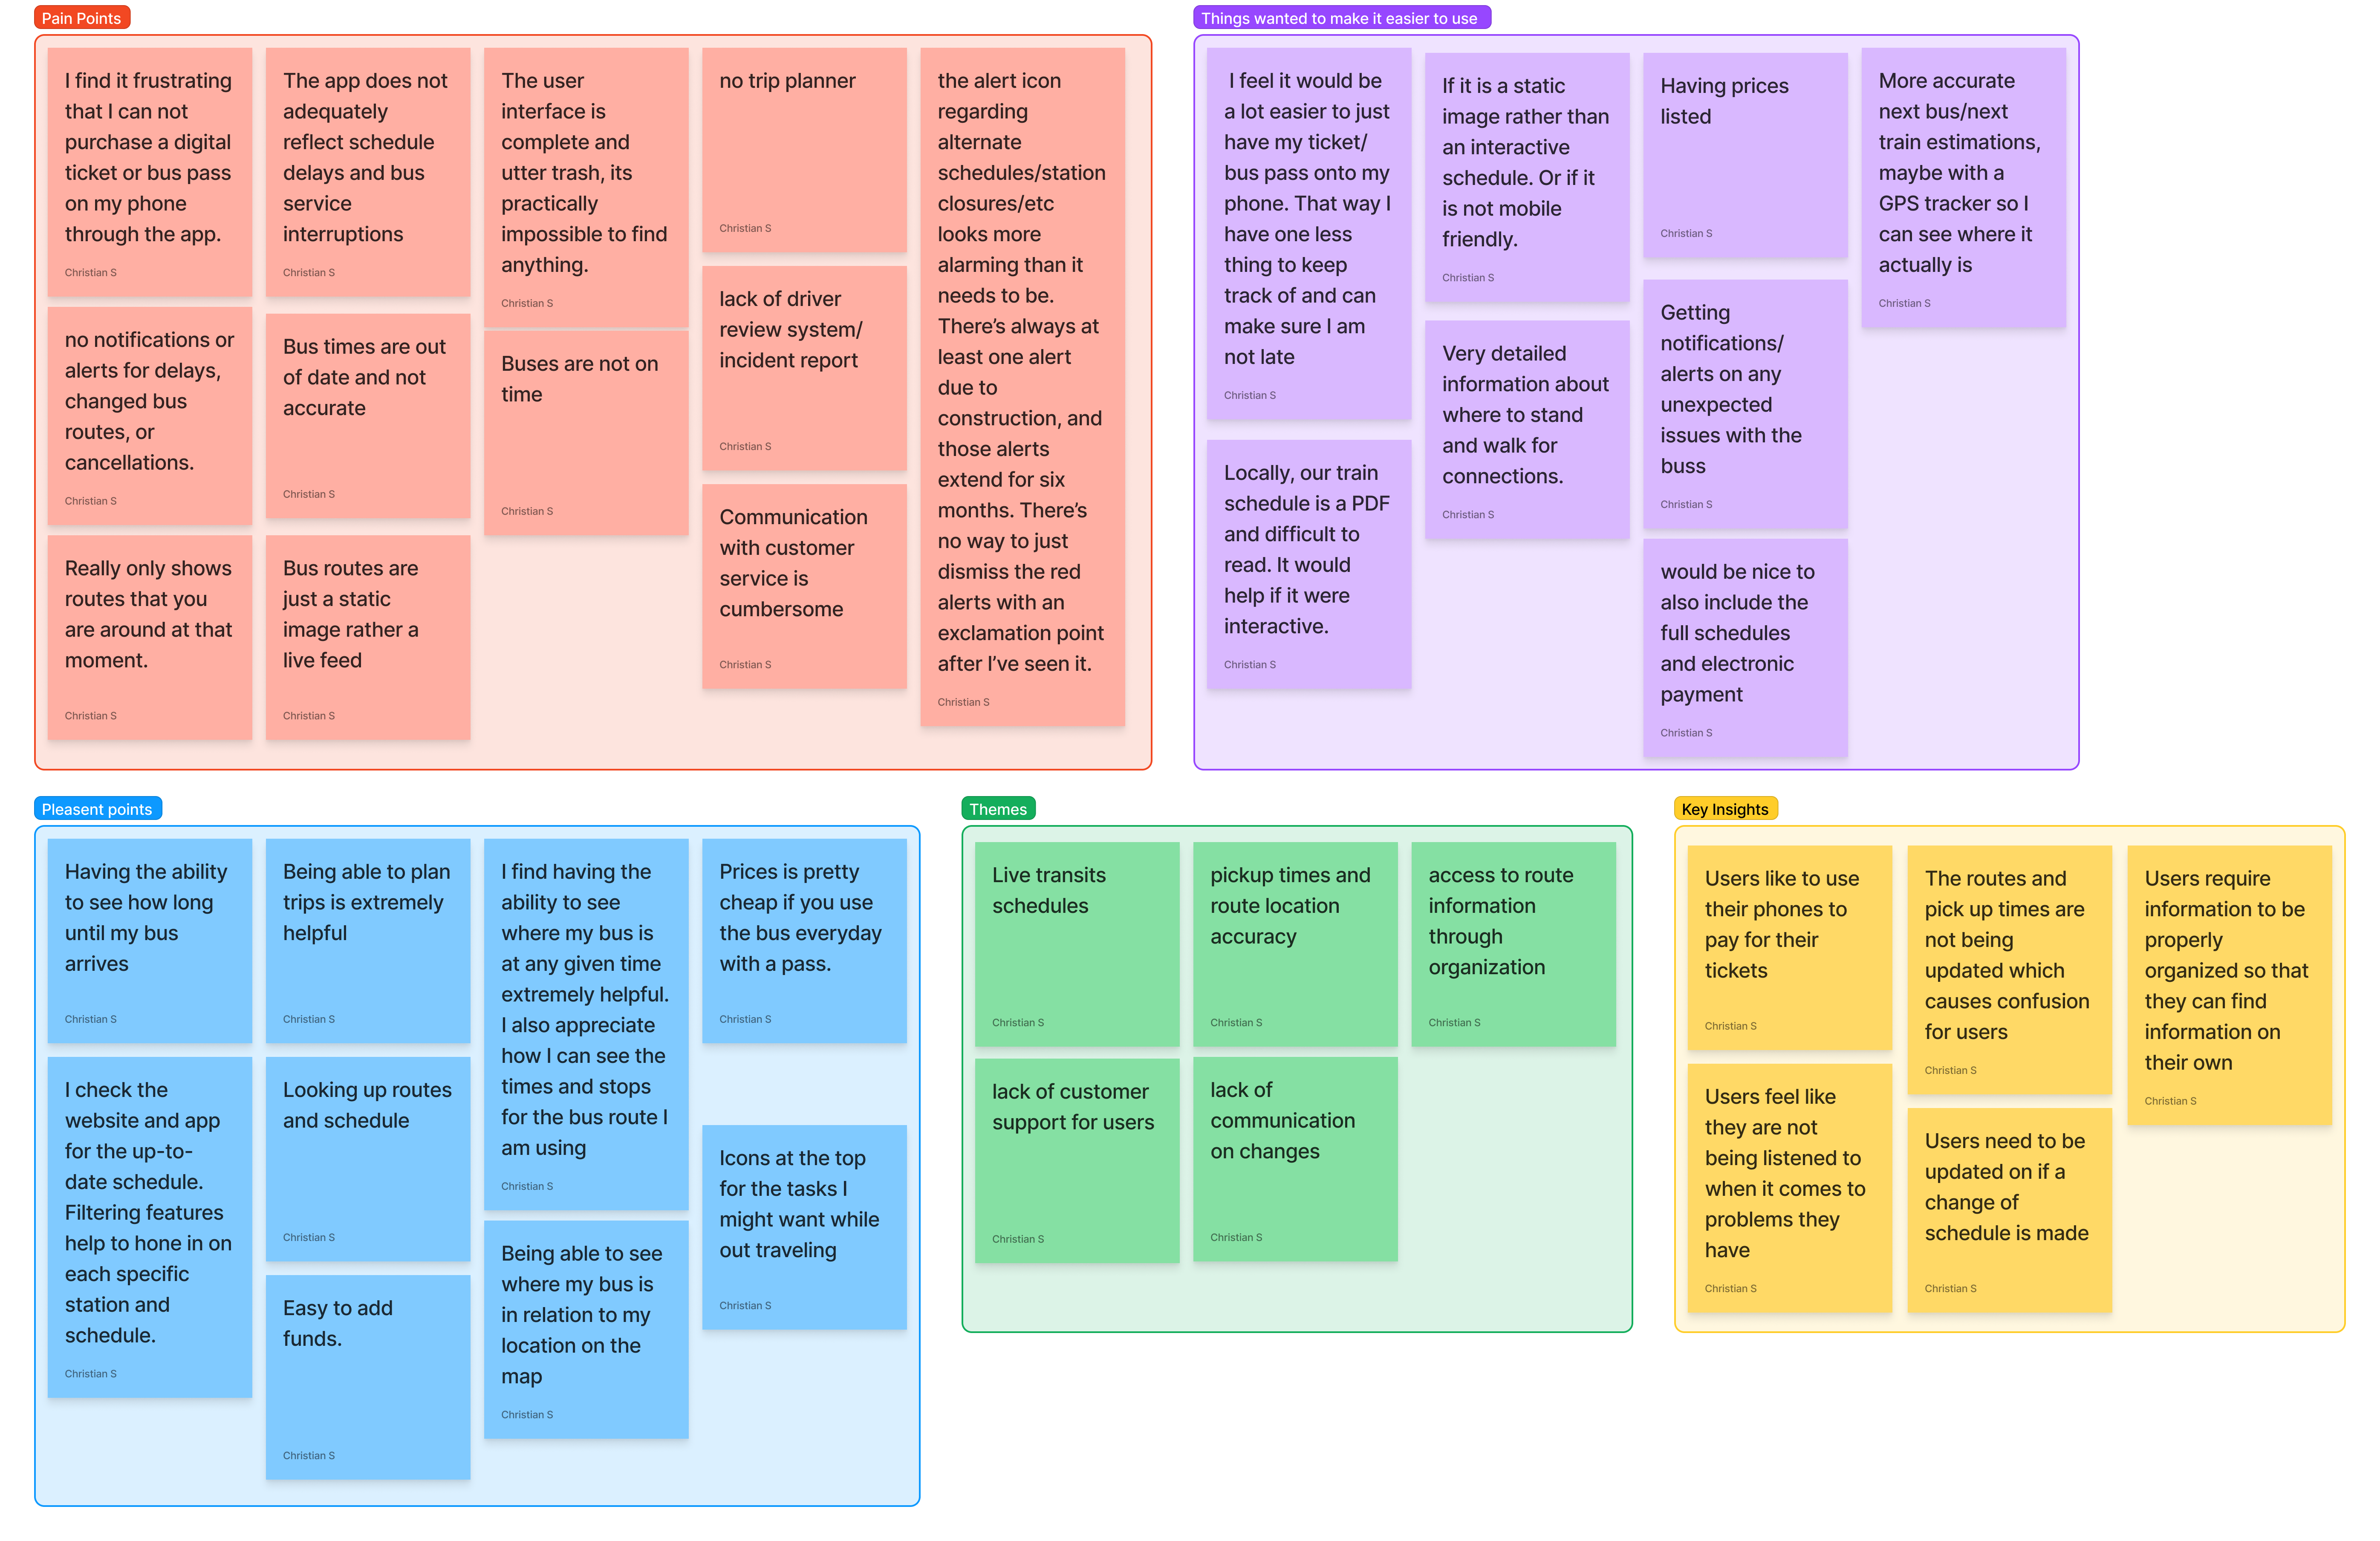 Pain Points
I find it frustrating
that I can not
purchase a digital
ticket or bus pass
on my phone
through the app.
Christian S
no notifications or
alerts for delays,
changed bus
routes, or
cancellations.
Christian S
Really only shows
routes that you
are around at that
moment.
Christian S
The app does not
adequately
reflect schedule
delays and bus
service
interruptions
Christian S
Bus times are out
of date and not
accurate
Christian S
Bus routes are
just a static
image rather a
live feed
Christian S
The user
interface is
complete and
utter trash, its
practically
impossible to find
anything.
Christian S
Buses are not on
time
Christian S
no trip planner
Christian S
lack of driver
review system/
incident report
Christian S
Communication
with customer
service is
cumbersome
Christian S
the alert icon
regarding
alternate
schedules/station
closures/etc
looks more
alarming than it
needs to be.
There’s always at
least one alert
due to
construction, and
those alerts
extend for six
months. There’s
no way to just
dismiss the red
alerts with an
exclamation point
after I’ve seen it.
Christian S
Things wanted to make it easier to use
I feel it would be
a lot easier to just
have my ticket/
bus pass onto my
phone. That way I
have one less
thing to keep
track of and can
make sure I am
not late
Christian S
Locally, our train
schedule is a PDF
and difficult to
read. It would
help if it were
interactive.
Christian S
If it is a static
image rather than
an interactive
schedule. Or if it
is not mobile
friendly.
Christian S
Very detailed
information about
where to stand
and walk for
connections.
Christian S
Having prices
listed
Christian S
Getting
notifications/
alerts on any
unexpected
issues with the
buss
Christian S
would be nice to
also include the
full schedules
and electronic
payment
Christian S
More accurate
next bus/next
train estimations,
maybe with a
GPS tracker so I
can see where it
actually is
Christian S
Pleasent points
Having the ability
to see how long
until my bus
arrives
Christian S
I check the
website and app
for the up-to-
date schedule.
Filtering features
help to hone in on
each specific
station and
schedule.
Christian S
Being able to plan
trips is extremely
helpful
Christian S
Looking up routes
and schedule
Christian S
Easy to add
funds.
Christian S
I find having the
ability to see
where my bus is
at any given time
extremely helpful.
I also appreciate
how I can see the
times and stops
for the bus route I
am using
Christian S
Being able to see
where my bus is
in relation to my
location on the
map
Christian S
Prices is pretty
cheap if you use
the bus everyday
with a pass.
Christian S
Icons at the top
for the tasks I
might want while
out traveling
Christian S
Themes
Live transits
schedules
Christian S
lack of customer
support for users
Christian S
pickup times and
route location
accuracy
Christian S
lack of
communication
on changes
Christian S
access to route
information
through
organization
Christian S
Key Insights
Users like to use
their phones to
pay for their
tickets
Christian S
Users feel like
they are not
being listened to
when it comes to
problems they
have
Christian S
The routes and
pick up times are
not being
updated which
causes confusion
for users
Christian S
Users need to be
updated on if a
change of
schedule is made
Christian S
Users require
information to be
properly
organized so that
they can find
information on
their own
Christian S